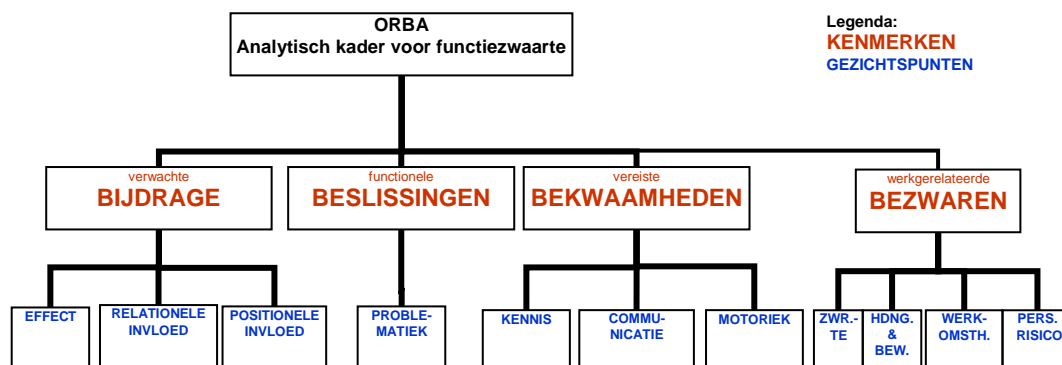 ORBA
Analytisch kader voor functiezwaarte
Legenda:
KENMERKEN
GEZICHTSPUNTEN
verwachte
BIJDRAGE
functionele
BESLISSINGEN
vereiste
BEKWAAMHEDEN
werkgerelateerde
BEZWAREN
EFFECT
RELATIONELE
INVLOED
POSITIONELE
INVLOED
PROBLE-
MATIEK
KENNIS
COMMU-
NICATIE
MOTORIEK
ZWR.-
TE
HDNG.
&
BEW.
WERK-
OMSTH.
PERS.
RISICO